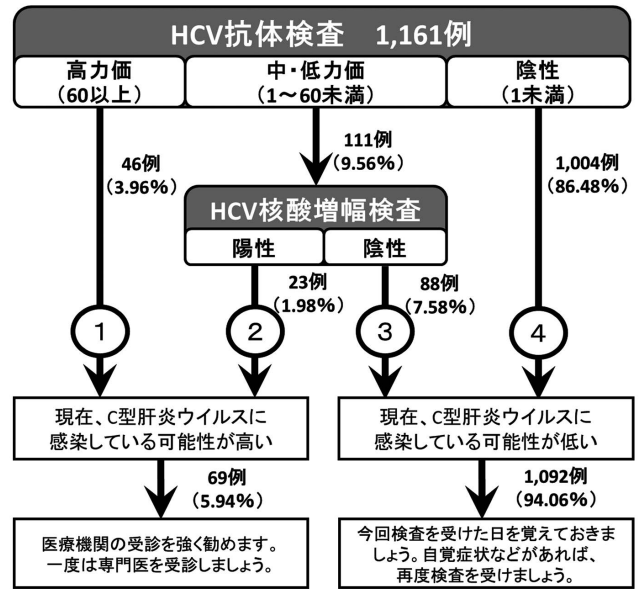 HCV抗体検査 1,161例
高力価
(60以上)
中・低力価
(1～60未満)
陰性
(1未満)
46例
(3.96%)
111例
(9.56%)
1,004例
(86.48%)
HCV核酸増幅検査
陽性
陰性
23例
(1.98%)
88例
(7.58%)
1
2
3
4
現在、C型肝炎ウイルスに
感染している可能性が高い
現在、C型肝炎ウイルスに
感染している可能性が低い
69例
(5.94%)
1,092例
(94.06%)
医療機関の受診を強く勧めます。
一度は専門医を受診しましょう。
今回検査を受けた日を覚えておきま
しょう。自覚症状などがあれば、
再度検査を受けましょう。